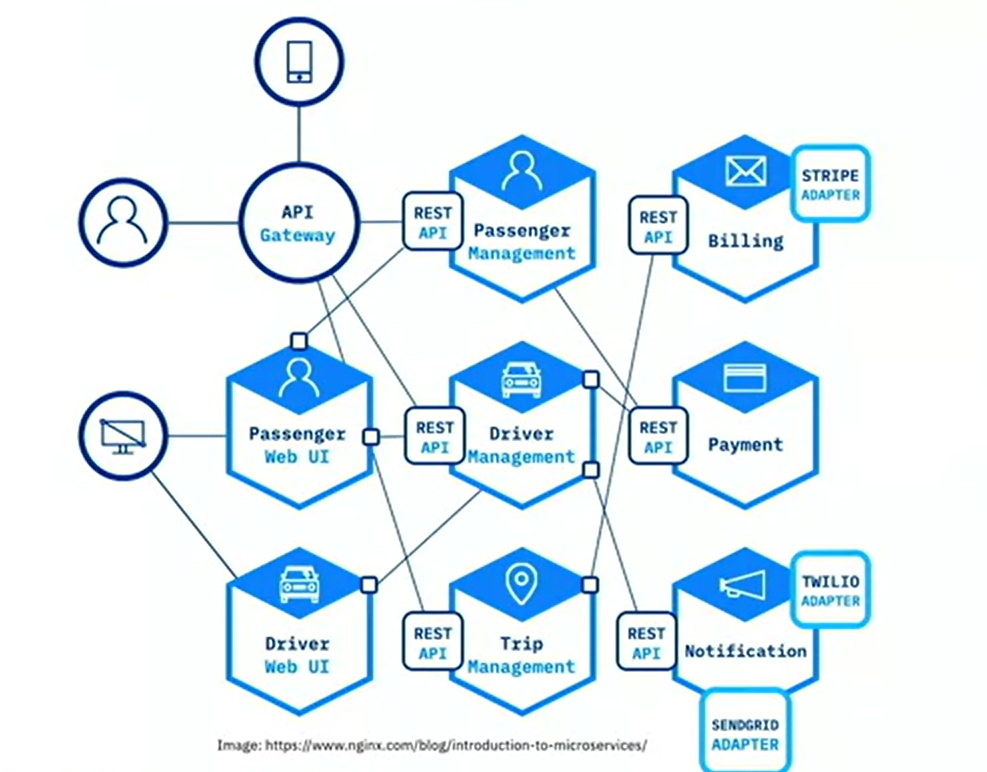 API
Gateway
REST
API
Passenger
Management
REST
API
Billing
STRIPE
ADAPTER
Passenger
Web UI
REST
API
Driver
Management
REST
API
Payment
Driver
Web UI
REST
API
Trip
Management
REST
API
Notification
TWILIO
ADAPTER
SENDGRID
ADAPTER
Image: https://www.nginx.com/blog/introduction-to-microservices/